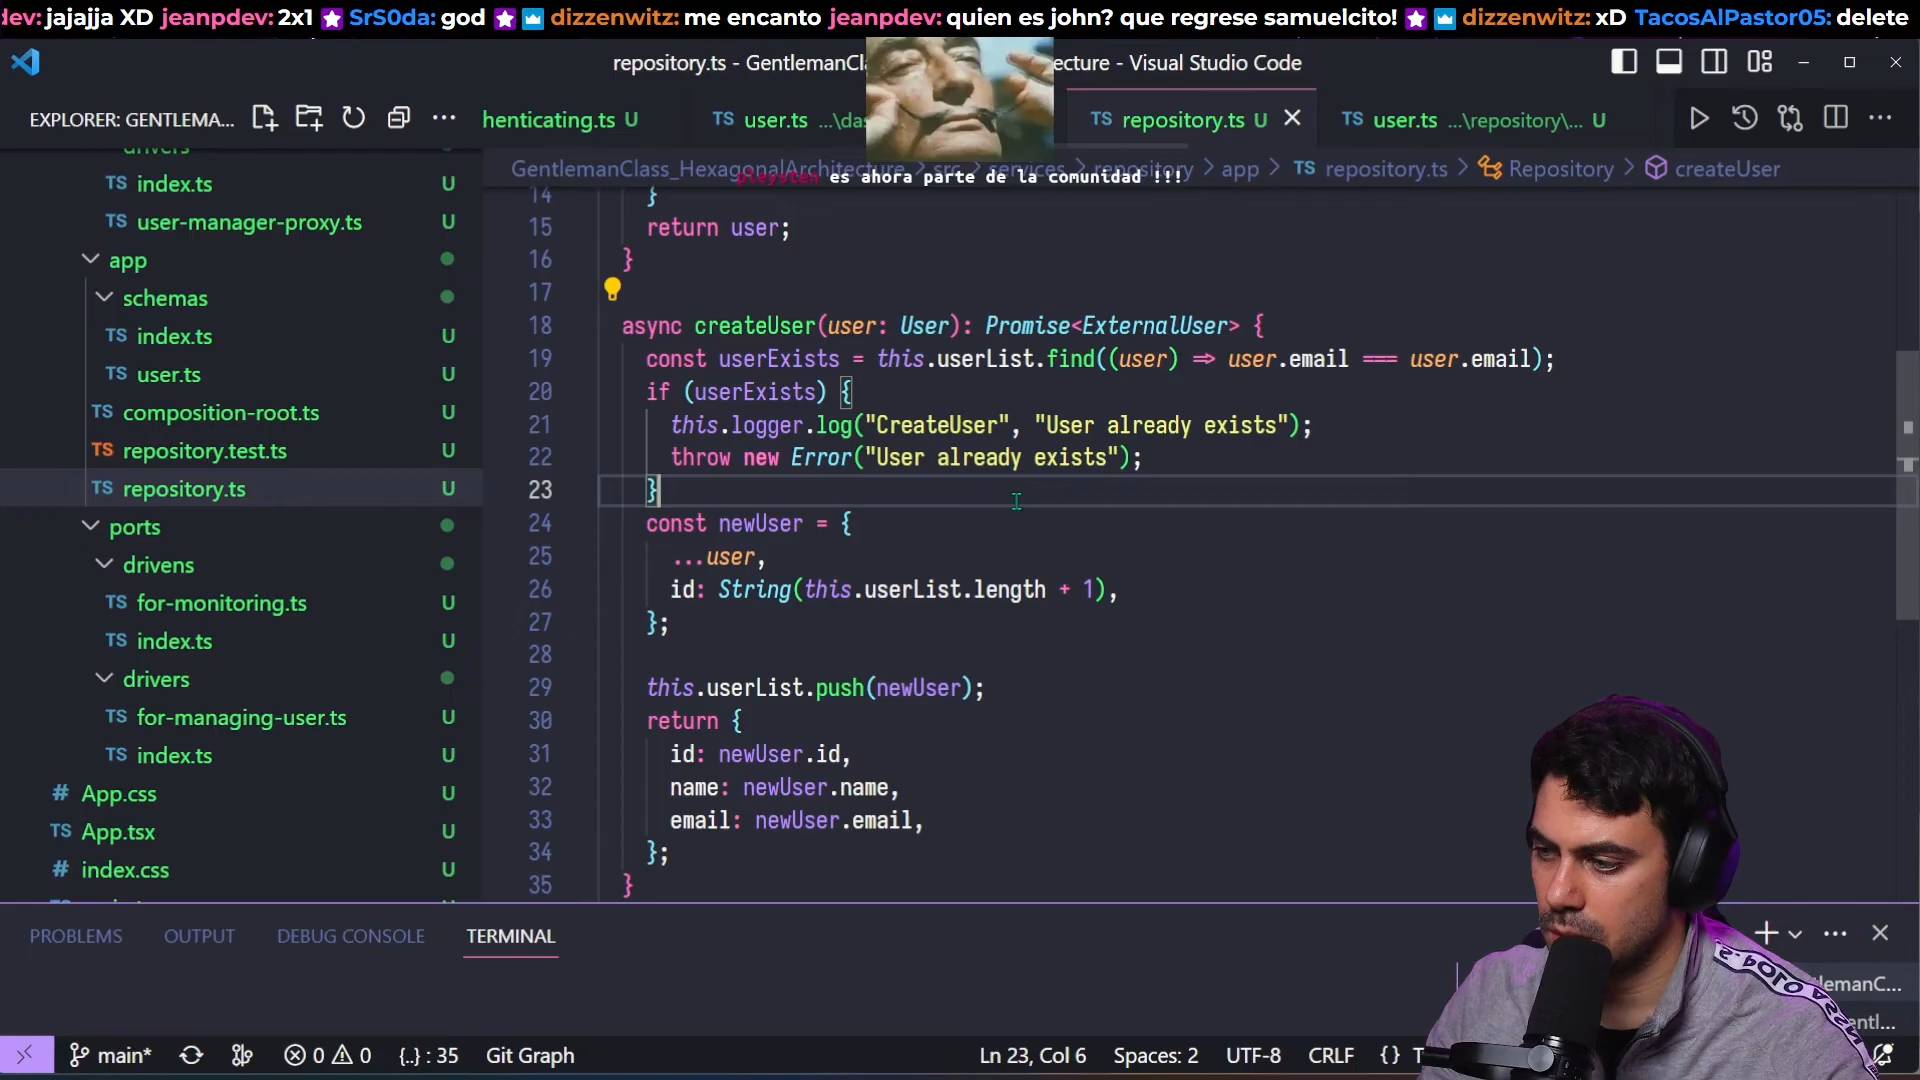 dev: jajajja XD jeanpdev: 2x1 SrS0da: god dizzenwitz: me encanto jeanpdev: quien es john? que regrese samuelcito! dizzenwitz: xD TacosAlPastor05: delete
repository.ts - GentlemanCla
ecture - Visual Studio Code
EXPLORER: GENTLEMA...
henticating.ts U
TS user.ts ...\das
TS repository.ts U
TS user.ts ...\repository\... U
GentlemanClass_HexagonalArchitecture > src > services > repository > app > TS repository.ts > Repository > createUser
es ahora parte de la comunidad !!!
drivers
TS index.ts U
TS user-manager-proxy.ts U
app
schemas
TS index.ts U
TS user.ts U
TS composition-root.ts U
TS repository.test.ts U
TS repository.ts U
ports
drivens
TS for-monitoring.ts U
TS index.ts U
drivers
TS for-managing-user.ts U
TS index.ts U
# App.css U
TS App.tsx U
# index.css U
14 }
15 return user;
16 }
17
18 async createUser(user: User): Promise<ExternalUser> {
19 const userExists = this.userList.find((user) => user.email === user.email);
20 if (userExists) {
21 this.logger.log("CreateUser", "User already exists");
22 throw new Error("User already exists");
23 }
24 const newUser = {
25 ...user,
26 id: String(this.userList.length + 1),
27 };
28
29 this.userList.push(newUser);
30 return {
31 id: newUser.id,
32 name: newUser.name,
33 email: newUser.email,
34 };
35 }
PROBLEMS OUTPUT DEBUG CONSOLE TERMINAL
lemanC...
entl...
main* 0 0 {..} : 35 Git Graph
Ln 23, Col 6 Spaces: 2 UTF-8 CRLF {} T